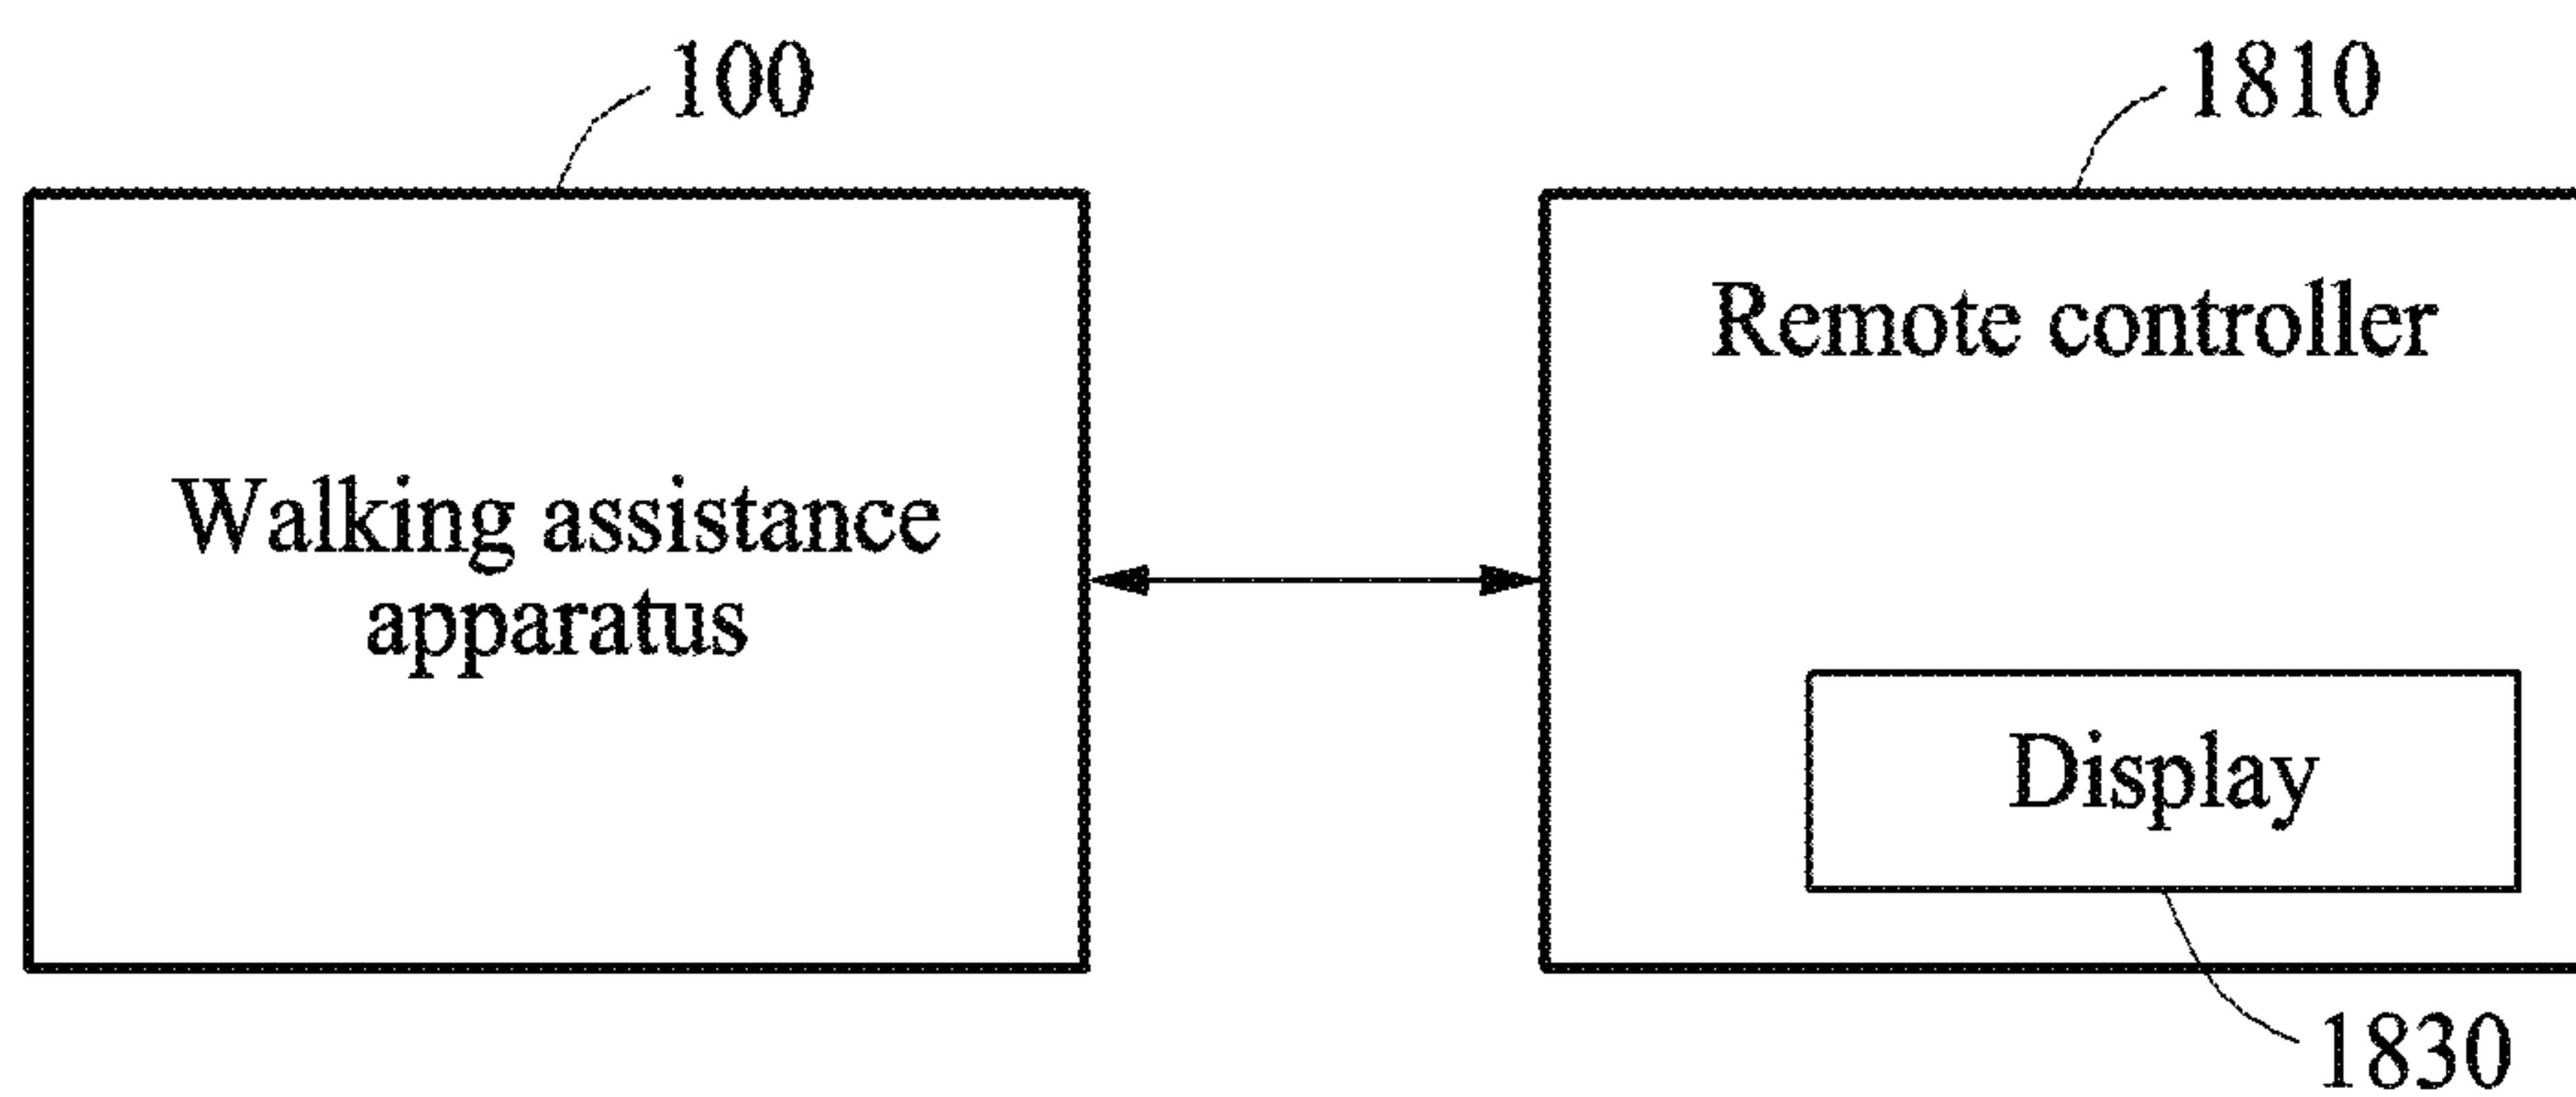 100
1810
Remote controller
Walking assistance
apparatus
Display
1830